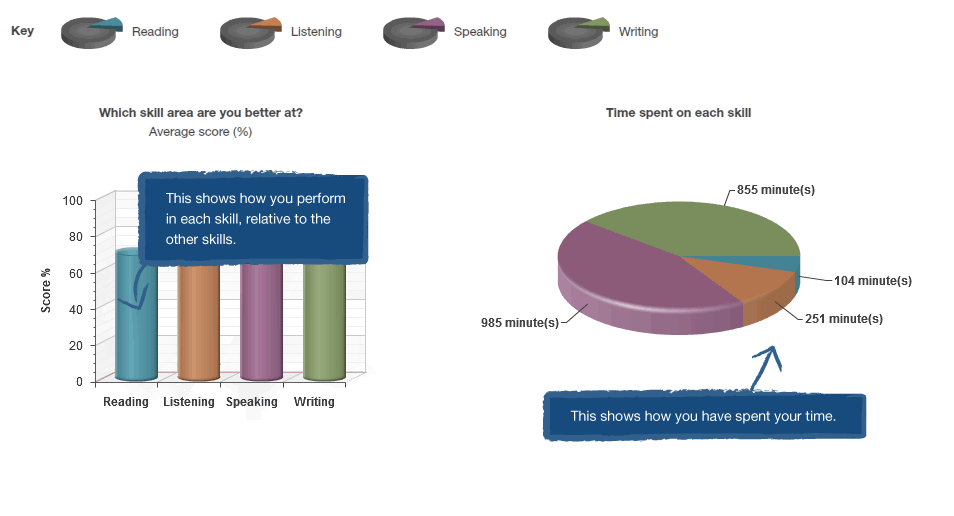 Key
Reading
Listening
Speaking
Writing
Which skill area are you better at?
Average score (%)
This shows how you perform
in each skill, relative to the
other skills.
Score %
100
80
60
40
20
0
Reading
Listening
Speaking
Writing
Time spent on each skill
855 minute(s)
104 minute(s)
251 minute(s)
985 minute(s)
This shows how you have spent your time.